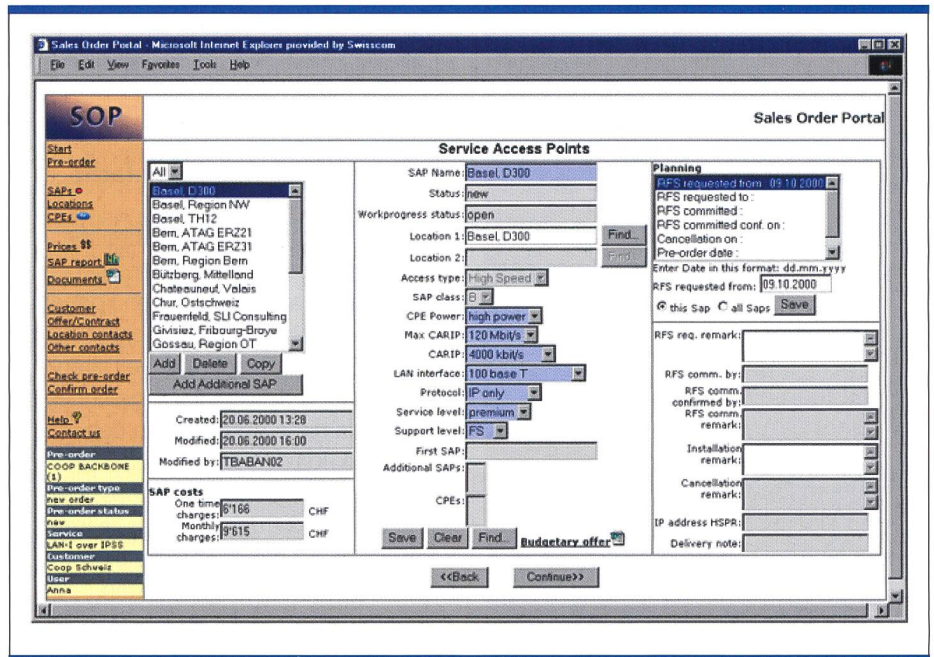 Sales Order Portal - Microsoft Internet Explorer provided by Swisscom
File Edit View Favorites Tools Help
SOP
Sales Order Portal
Start
Pre-order
SAPs
Locations
CPEs
Prices $$
SAP report
Documents
Customer
Offer/Contract
Location contacts
Other contacts
Check pre-order
Confirm order
Help ?
Contact us
Pre-order
COOP BACKBONE
(1)
Pre-order type
new order
Pre-order status
new
Service
LAN-I over IPSS
Customer
Coop Schweiz
User
Anna
Service Access Points
All
Basel, D300
Basel, Region NW
Basel, TH12
Bern, ATAG ERZ21
Bern, ATAG ERZ31
Bern, Region Bern
Bützberg, Mittelland
Chateauneuf, Valais
Chur, Ostschweiz
Frauenfeld, SLI Consulting
Givisiez, Fribourg-Broye
Gossau, Region OT
Add Delete Copy
Add Additional SAP
Created: 20.06.2000 13:28
Modified: 20.06.2000 16:00
Modified by: TBABAN02
SAP costs
One time charges: 6'166 CHF
Monthly charges: 9'615 CHF
SAP Name: Basel, D300
Status: new
Workprogress status: open
Location 1: Basel, D300 Find...
Location 2: Find...
Access type: High Speed
SAP class: B
CPE Power: high power
Max CARIP: 120 Mbit/s
CARIP: 4000 kbit/s
LAN interface: 100 base T
Protocol: IP only
Service level: premium
Support level: FS
First SAP:
Additional SAPs:
CPEs:
Save Clear Find... Budgetary offer
<<Back Continue>>
Planning
RFS requested from : 09.10.2000
RFS requested to :
RFS committed :
RFS committed conf. on :
Cancellation on :
Pre-order date :
Enter Date in this format: dd.mm.yyyy
RFS requested from: 09.10.2000
this Sap all Saps Save
RFS req. remark:
RFS comm. by:
RFS comm. confirmed by:
RFS comm. remark:
Installation remark:
Cancellation remark:
IP address HSPR:
Delivery note: